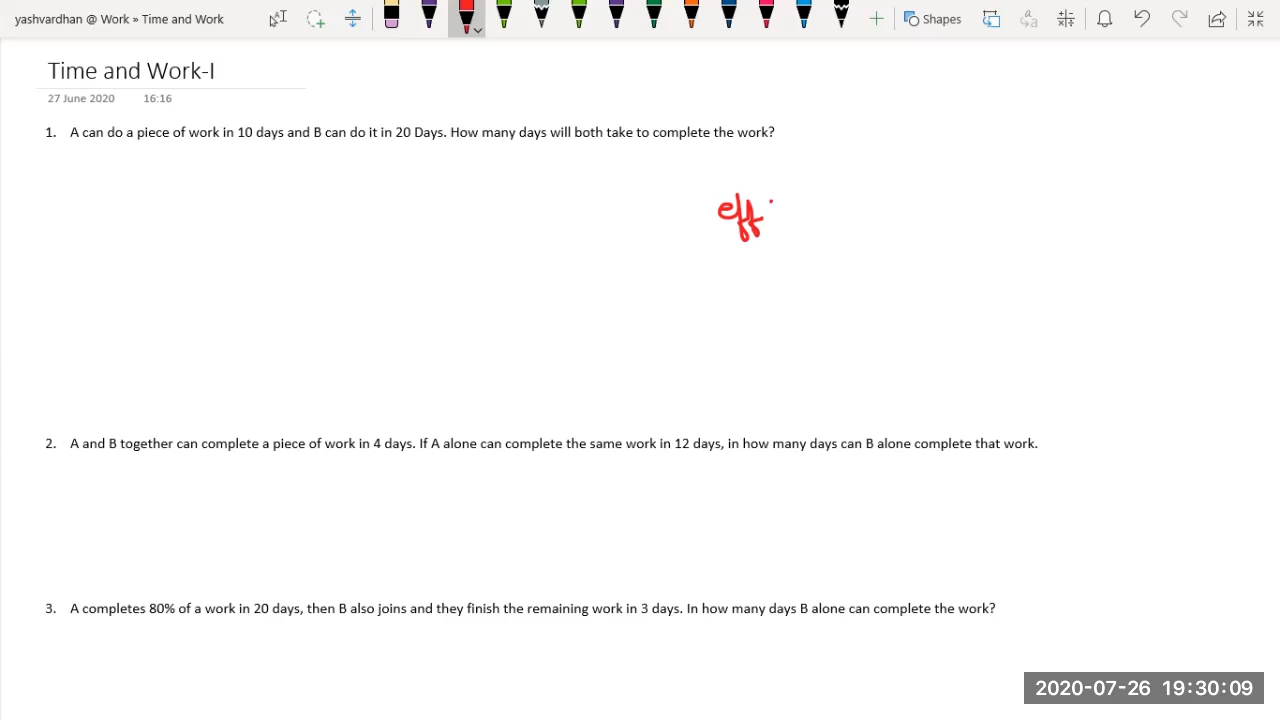 yashvardhan @ Work » Time and Work
Shapes
Time and Work-I
27 June 2020 16:16
1. A can do a piece of work in 10 days and B can do it in 20 Days. How many days will both take to complete the work?
eff.
2. A and B together can complete a piece of work in 4 days. If A alone can complete the same work in 12 days, in how many days can B alone complete that work.
3. A completes 80% of a work in 20 days, then B also joins and they finish the remaining work in 3 days. In how many days B alone can complete the work?
2020-07-26 19:30:09